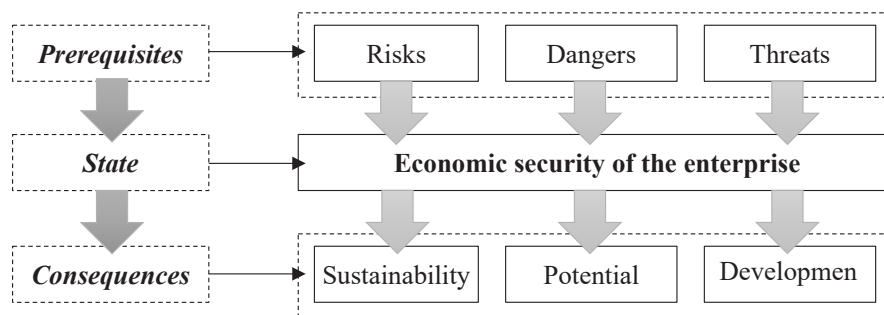 Prerequisites
Risks
Dangers
Threats
State
Economic security of the enterprise
Consequences
Sustainability
Potential
Developmen